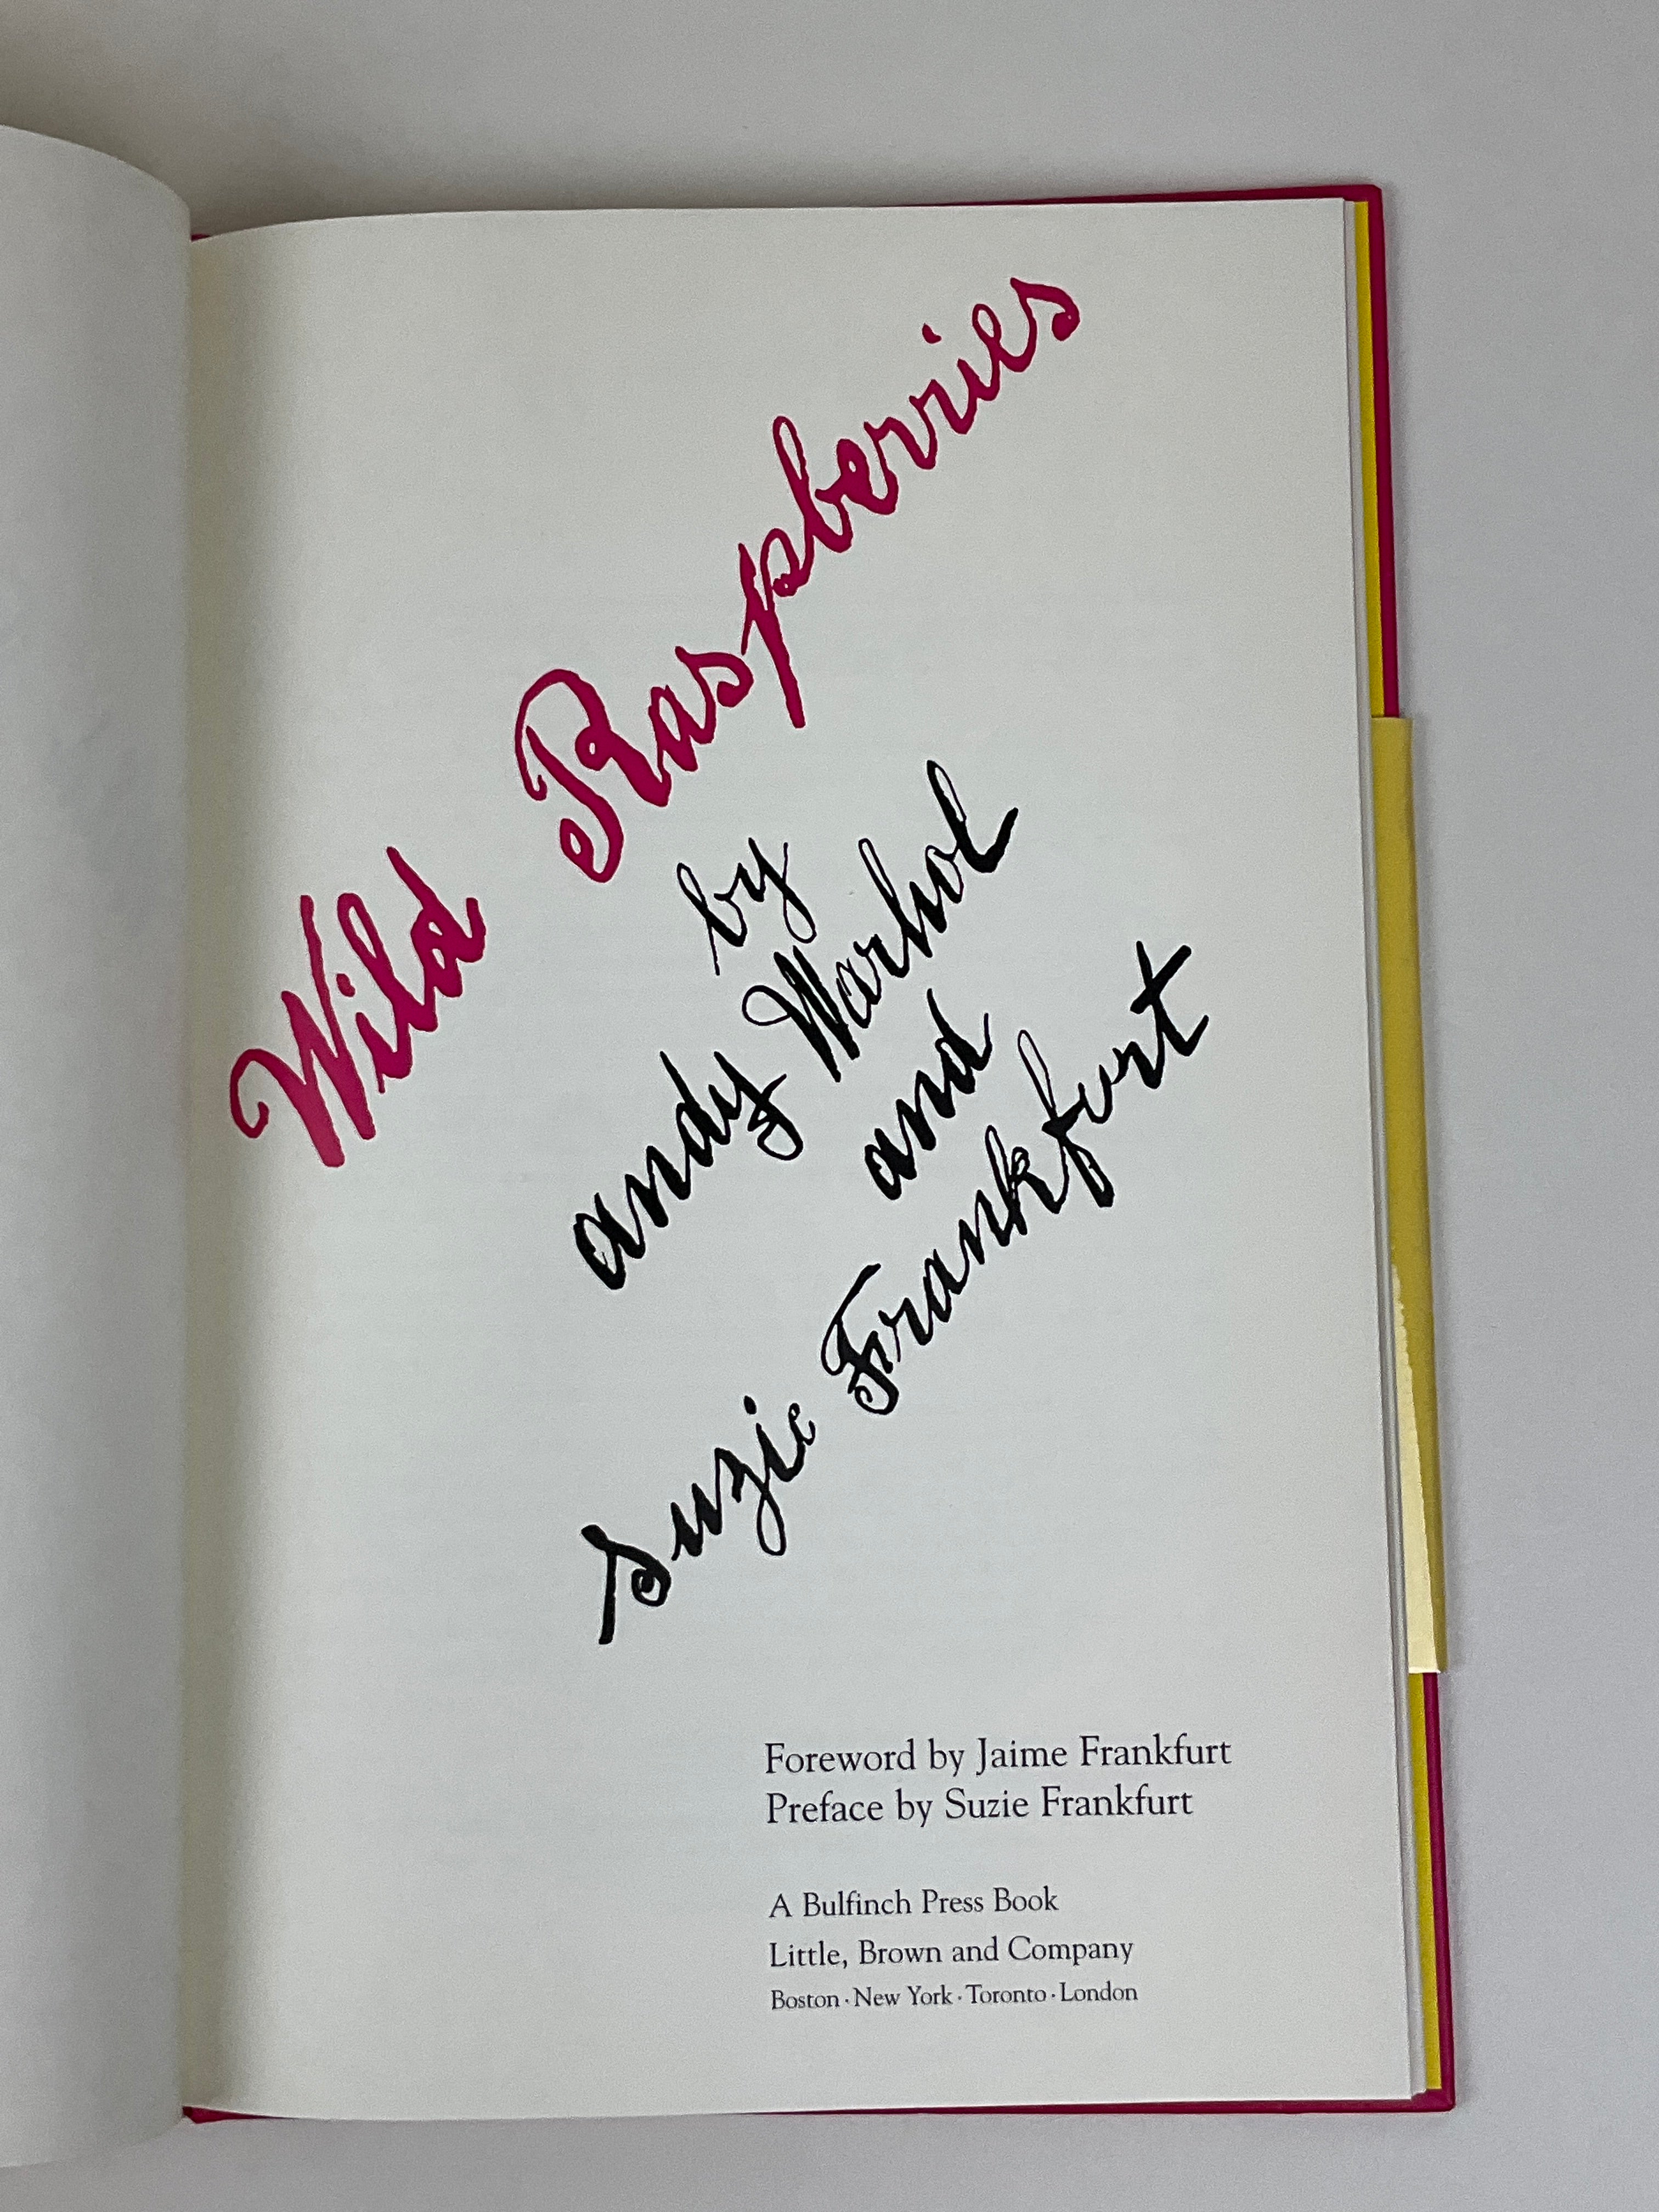 Wild Raspberries
by
andy Warhol
and
Suzie Frankfurt
Foreword by Jaime Frankfurt
Preface by Suzie Frankfurt
A Bulfinch Press Book
Little, Brown and Company
Boston · New York · Toronto · London